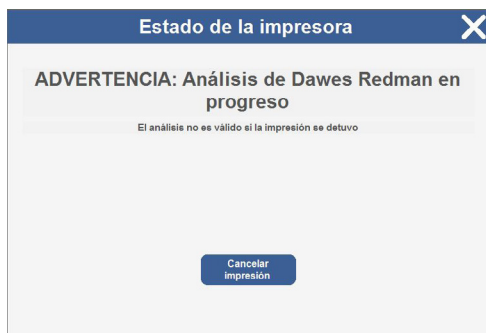 Estado de la impresora
ADVERTENCIA: Análisis de Dawes Redman en
progreso
El análisis no es válido si la impresión se detuvo
Cancelar
impresión